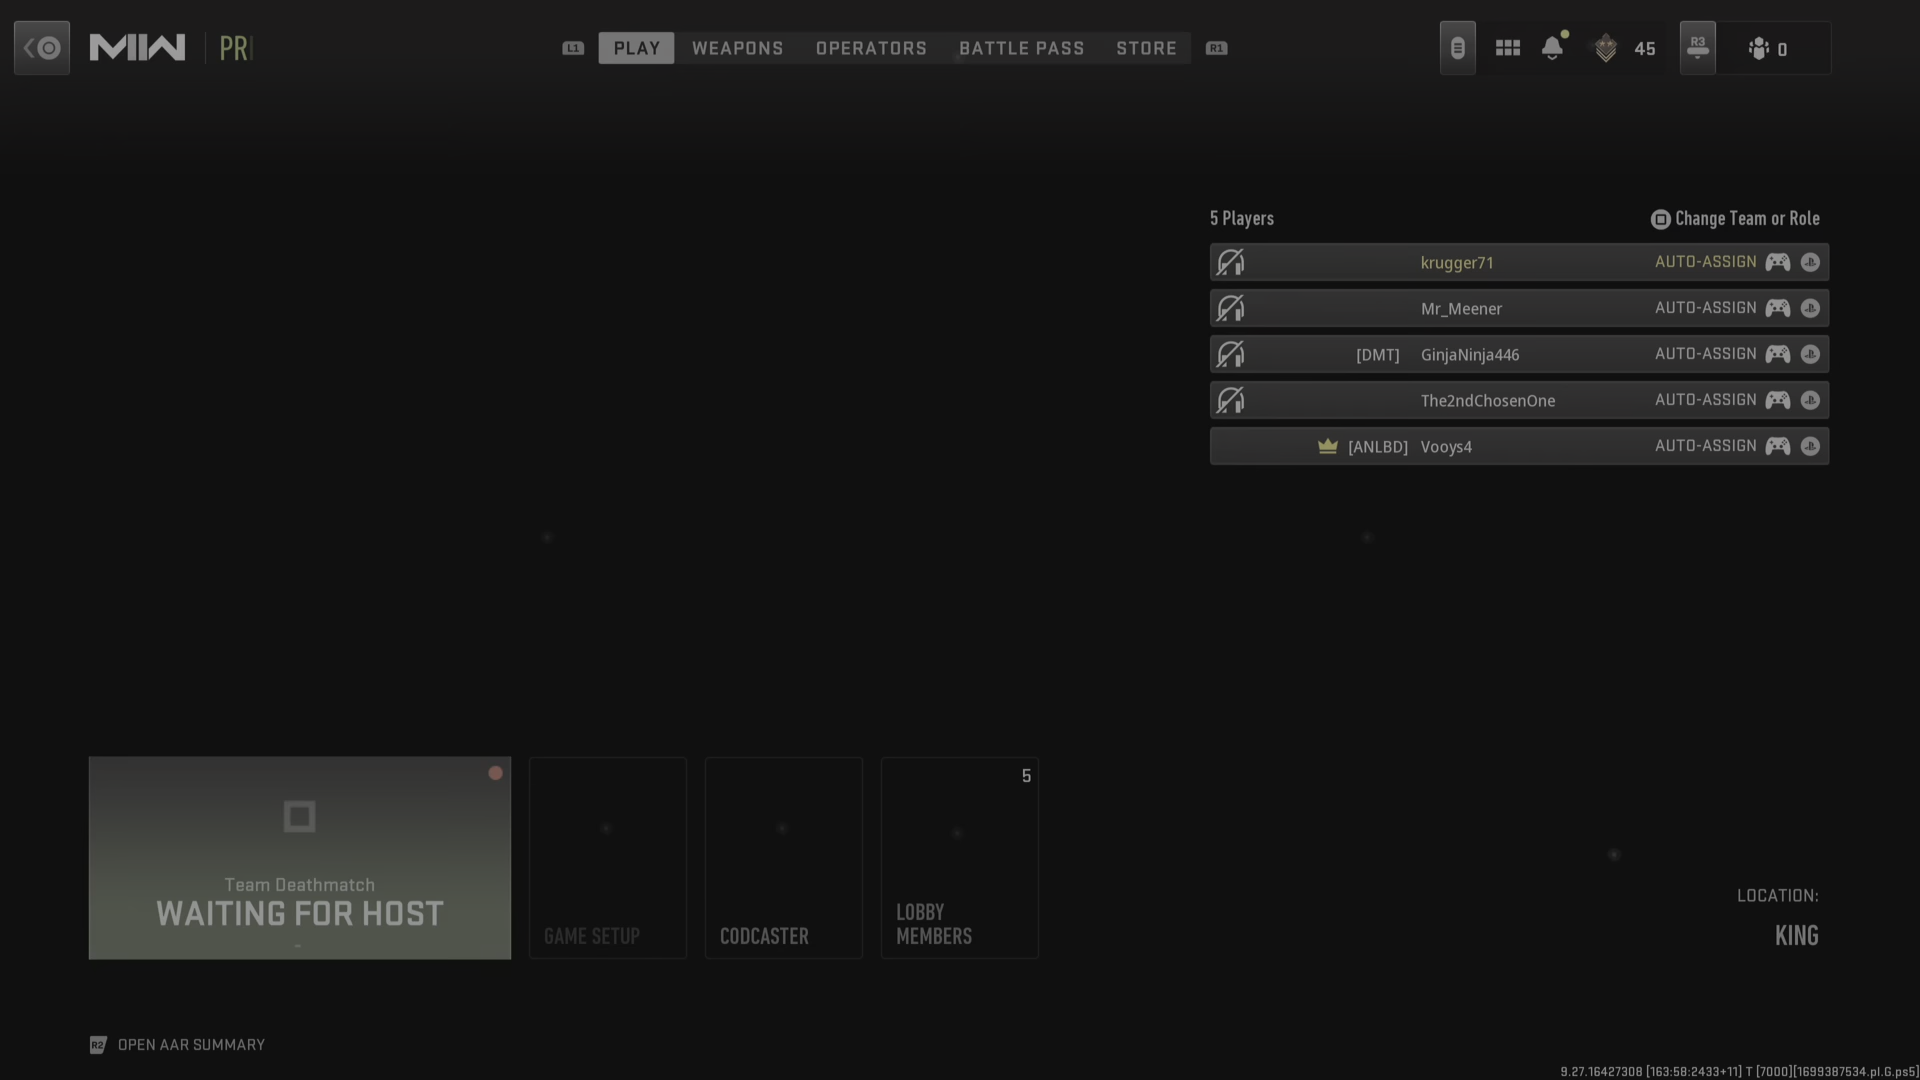 MW PR
L1 PLAY WEAPONS OPERATORS BATTLE PASS STORE R1
45 R3 0
5 Players Change Team or Role
krugger71 AUTO-ASSIGN
Mr_Meener AUTO-ASSIGN
[DMT] GinjaNinja446 AUTO-ASSIGN
The2ndChosenOne AUTO-ASSIGN
[ANLBD] Vooys4 AUTO-ASSIGN
Team Deathmatch
WAITING FOR HOST
-
GAME SETUP
CODCASTER
5
LOBBY
MEMBERS
LOCATION:
KING
R2 OPEN AAR SUMMARY
9.27.16427308 [163:58:2433+11] T [7000][1699387534.pl.G.ps5]